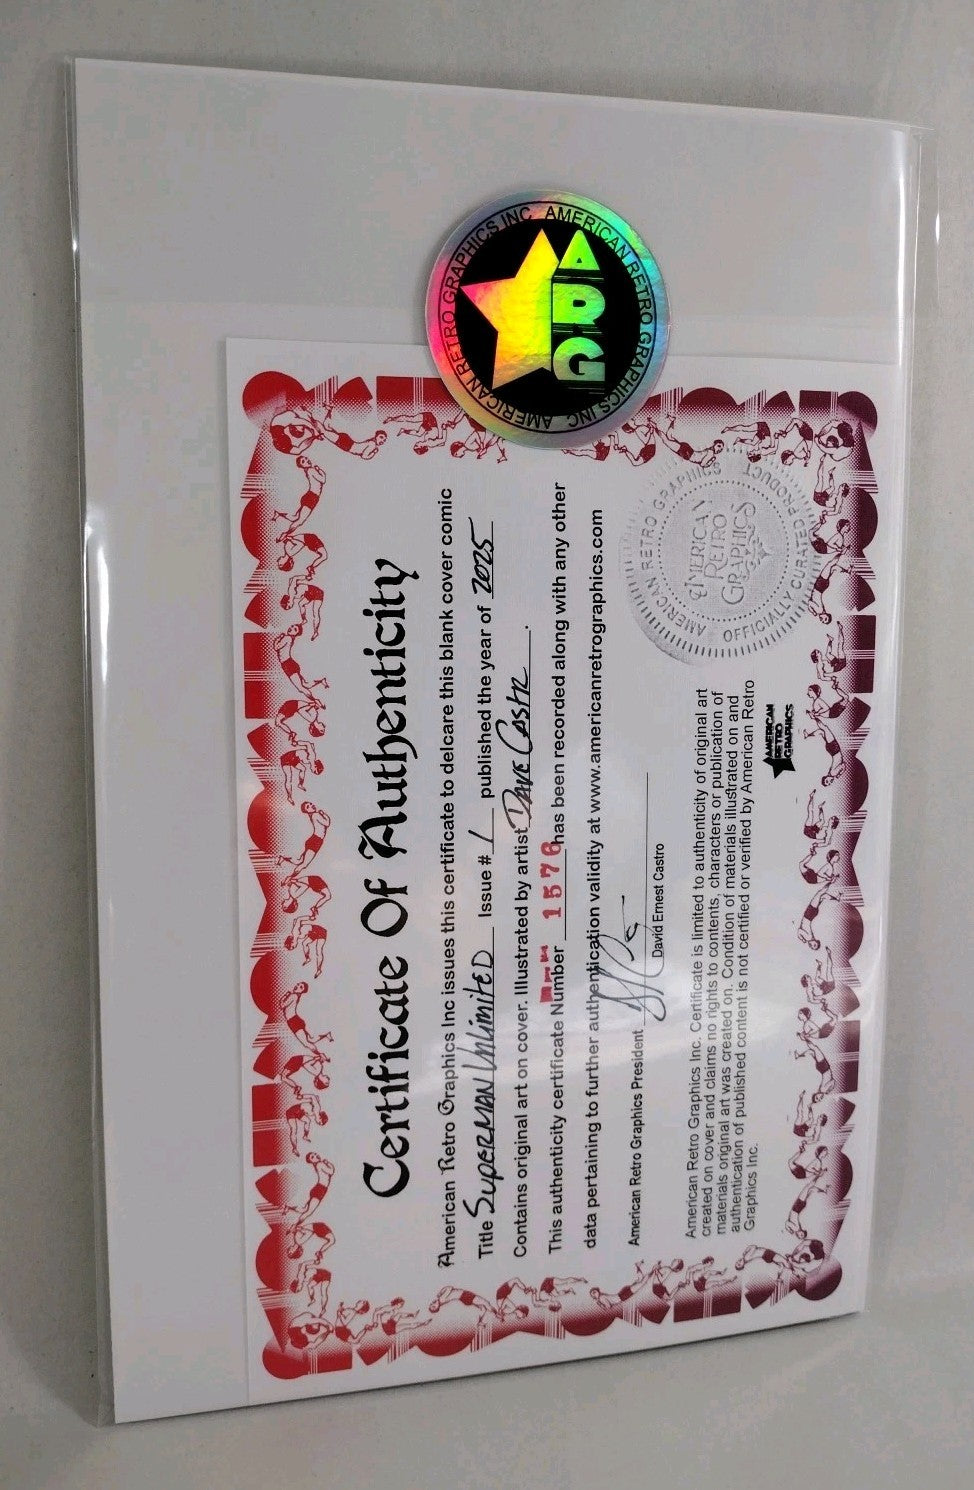 AMERICAN RETRO GRAPHICS INC AMERICAN RETRO GRAPHICS INC
ARG
Certificate Of Authenticity
American Retro Graphics Inc issues this certificate to delcare this blank cover comic
Title Superman Unlimited Issue # 1 published the year of 2025
Contains original art on cover. Illustrated by artist Dave Castr.
This authenticity certificate Number 1576 has been recorded along with any other
data pertaining to further authentication validity at www.americanretrographics.com
American Retro Graphics President
David Ernest Castro
American Retro Graphics Inc. Certificate is limited to authenticity of original art
created on cover and claims no rights to contents, characters or publication of
materials original art was created on. Condition of materials illustrated on and
authentication of published content is not certified or verified by American Retro
Graphics Inc.
AMERICAN
RETRO
GRAPHICS
AMERICAN RETRO GRAPHICS
AMERICAN
RETRO
GRAPHICS
OFFICIALLY CURATED PRODUCT